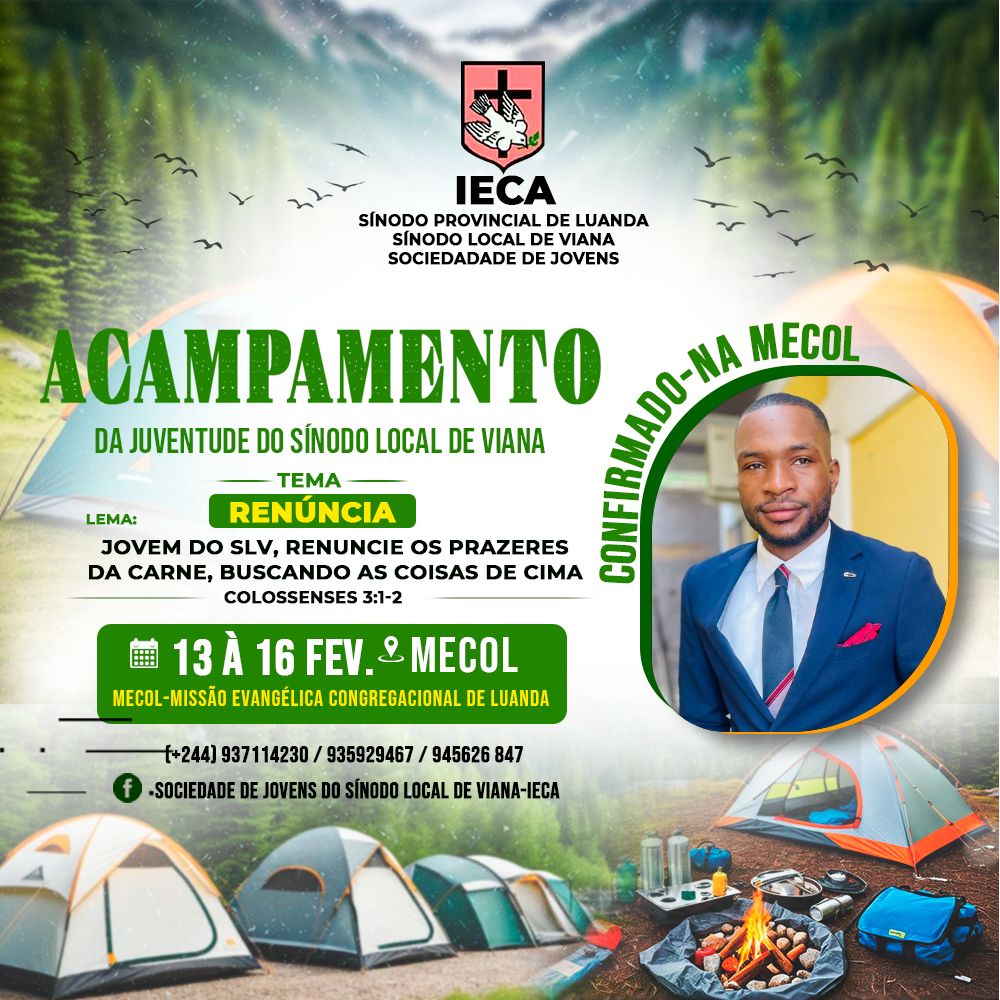 IECA
SÍNODO PROVINCIAL DE LUANDA
SÍNODO LOCAL DE VIANA
SOCIEDADADE DE JOVENS
ACAMPAMENTO
DA JUVENTUDE DO SÍNODO LOCAL DE VIANA
TEMA
RENÚNCIA
LEMA:
JOVEM DO SLV, RENUNCIE OS PRAZERES
DA CARNE, BUSCANDO AS COISAS DE CIMA
COLOSSENSES 3:1-2
13 À 16 FEV. MECOL
MECOL-MISSÃO EVANGÉLICA CONGREGACIONAL DE LUANDA
(+244) 937114230 / 935929467 / 945626 847
-SOCIEDADE DE JOVENS DO SÍNODO LOCAL DE VIANA-IECA
CONFIRMADO-NA MECOL